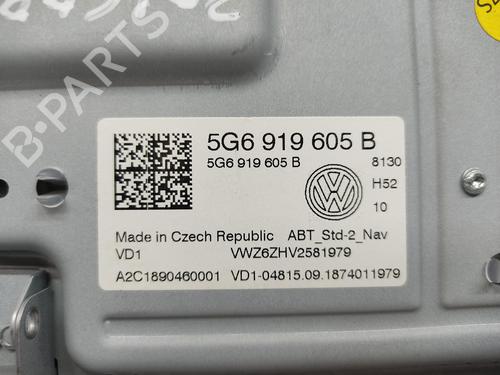 5G6 919 605 B
5G6 919 605 B
8130
H52
10
Made in Czech Republic ABT_Std-2_Nav
VD1 VWZ6ZHV2581979
A2C1890460001 VD1-04815.09.1874011979
B-PARTS